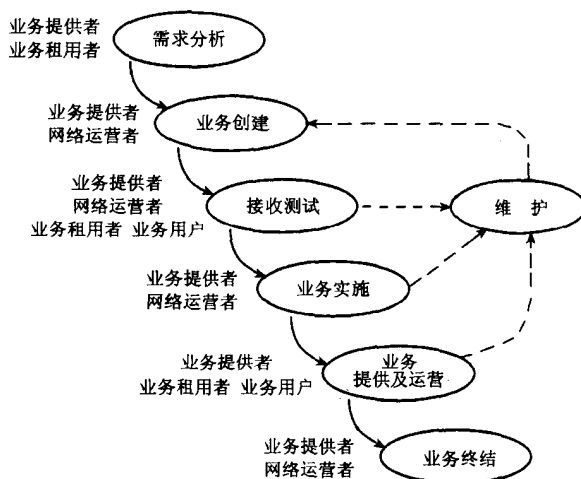 业务提供者
业务租用者
需求分析
业务提供者
网络运营者
业务创建
业务提供者
网络运营者
业务租用者 业务用户
接收测试
维 护
业务提供者
网络运营者
业务实施
业务提供者
业务租用者 业务用户
业务
提供及运营
业务提供者
网络运营者
业务终结